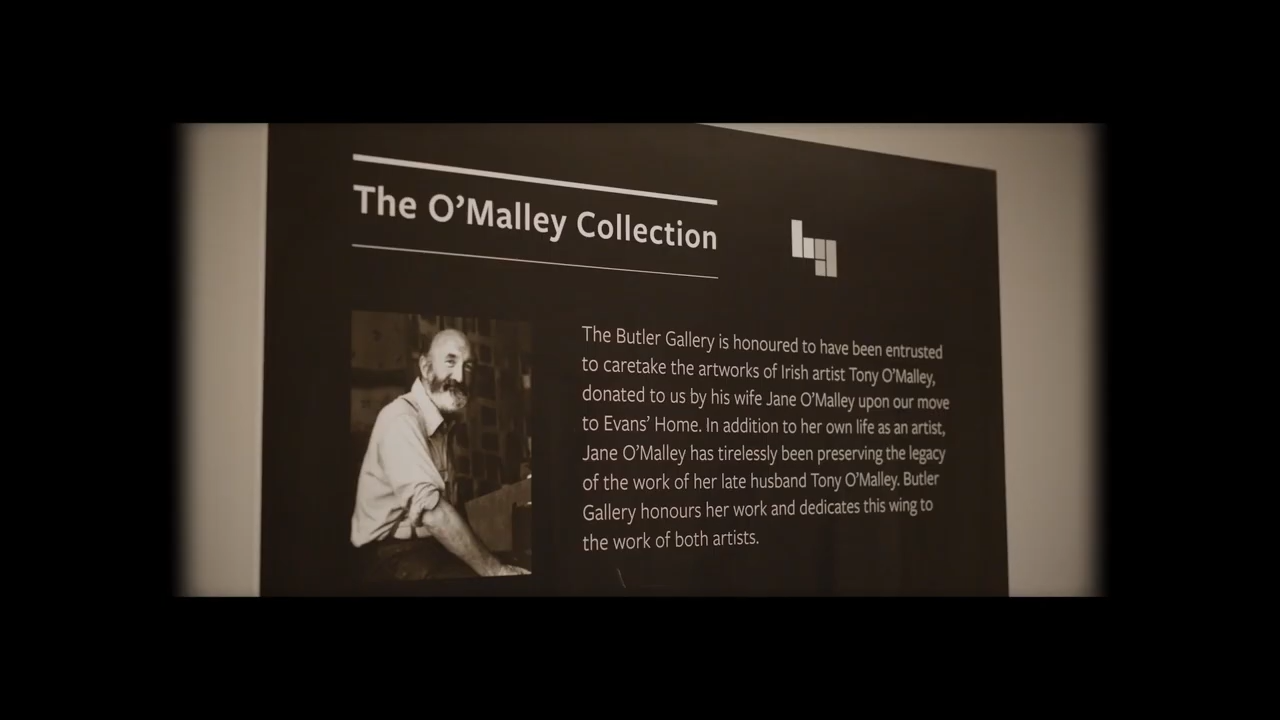 The O’Malley Collection
The Butler Gallery is honoured to have been entrusted
to caretake the artworks of Irish artist Tony O’Malley,
donated to us by his wife Jane O’Malley upon our move
to Evans’ Home. In addition to her own life as an artist,
Jane O’Malley has tirelessly been preserving the legacy
of the work of her late husband Tony O’Malley. Butler
Gallery honours her work and dedicates this wing to
the work of both artists.